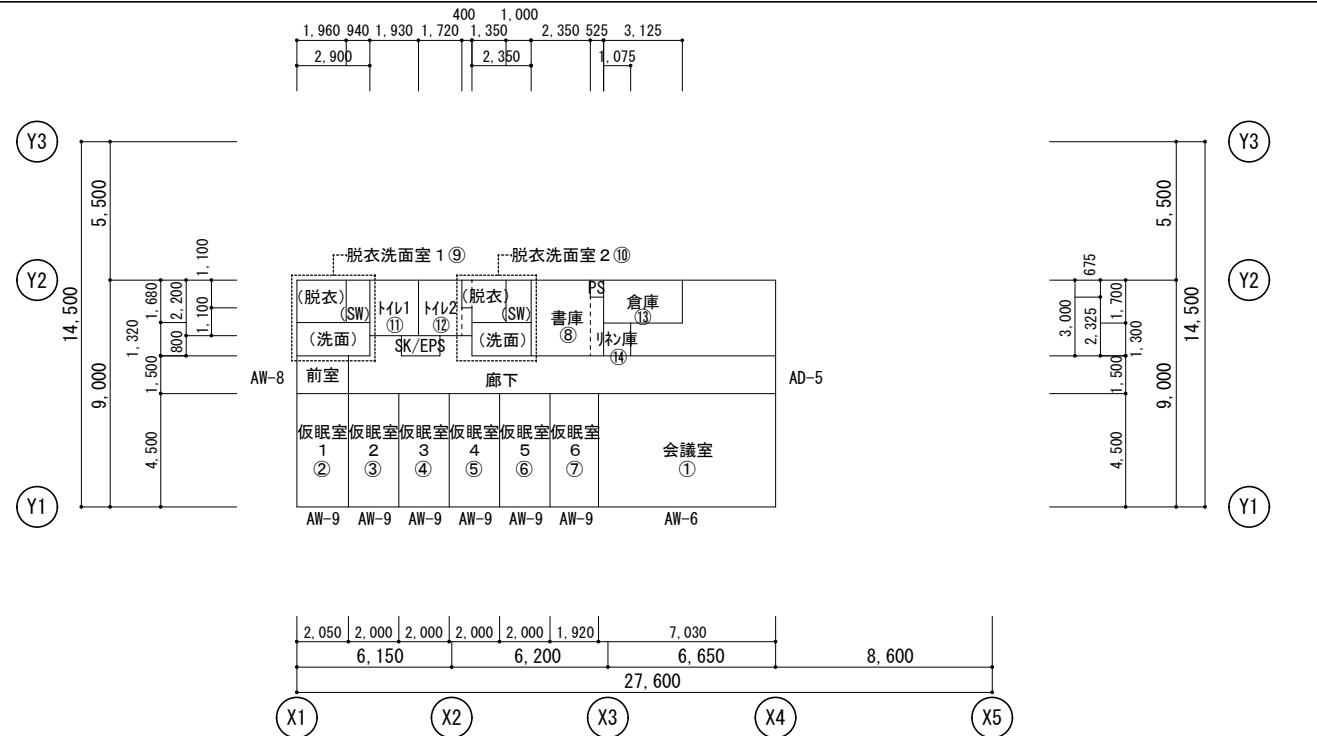 400 1,000
1,960 940 1,930 1,720 1,350 2,350 525 3,125
2,900 2,350 1,075
Y3 Y3
5,500 5,500
脱衣洗面室1⑨ 脱衣洗面室2⑩
1,100 675
Y2 Y2
14,500 1,680 2,200 1,100 1,320 800
3,000 2,325 1,700 1,300 14,500
(脱衣) (SW) ﾄｲﾚ1 ⑪ ﾄｲﾚ2 ⑫ (脱衣) (SW) PS 倉庫 ⑬
書庫 ⑧
(洗面) SK/EPS (洗面) ﾘﾈﾝ庫 ⑭
AW-8 前室 廊下 AD-5
9,000 1,500 1,500 9,000
4,500 4,500
仮眠室 1 ②
仮眠室 2 ③
仮眠室 3 ④
仮眠室 4 ⑤
仮眠室 5 ⑥
仮眠室 6 ⑦
会議室 ①
Y1 Y1
AW-9 AW-9 AW-9 AW-9 AW-9 AW-9 AW-6
2,050 2,000 2,000 2,000 2,000 1,920 7,030
6,150 6,200 6,650 8,600
27,600
X1 X2 X3 X4 X5